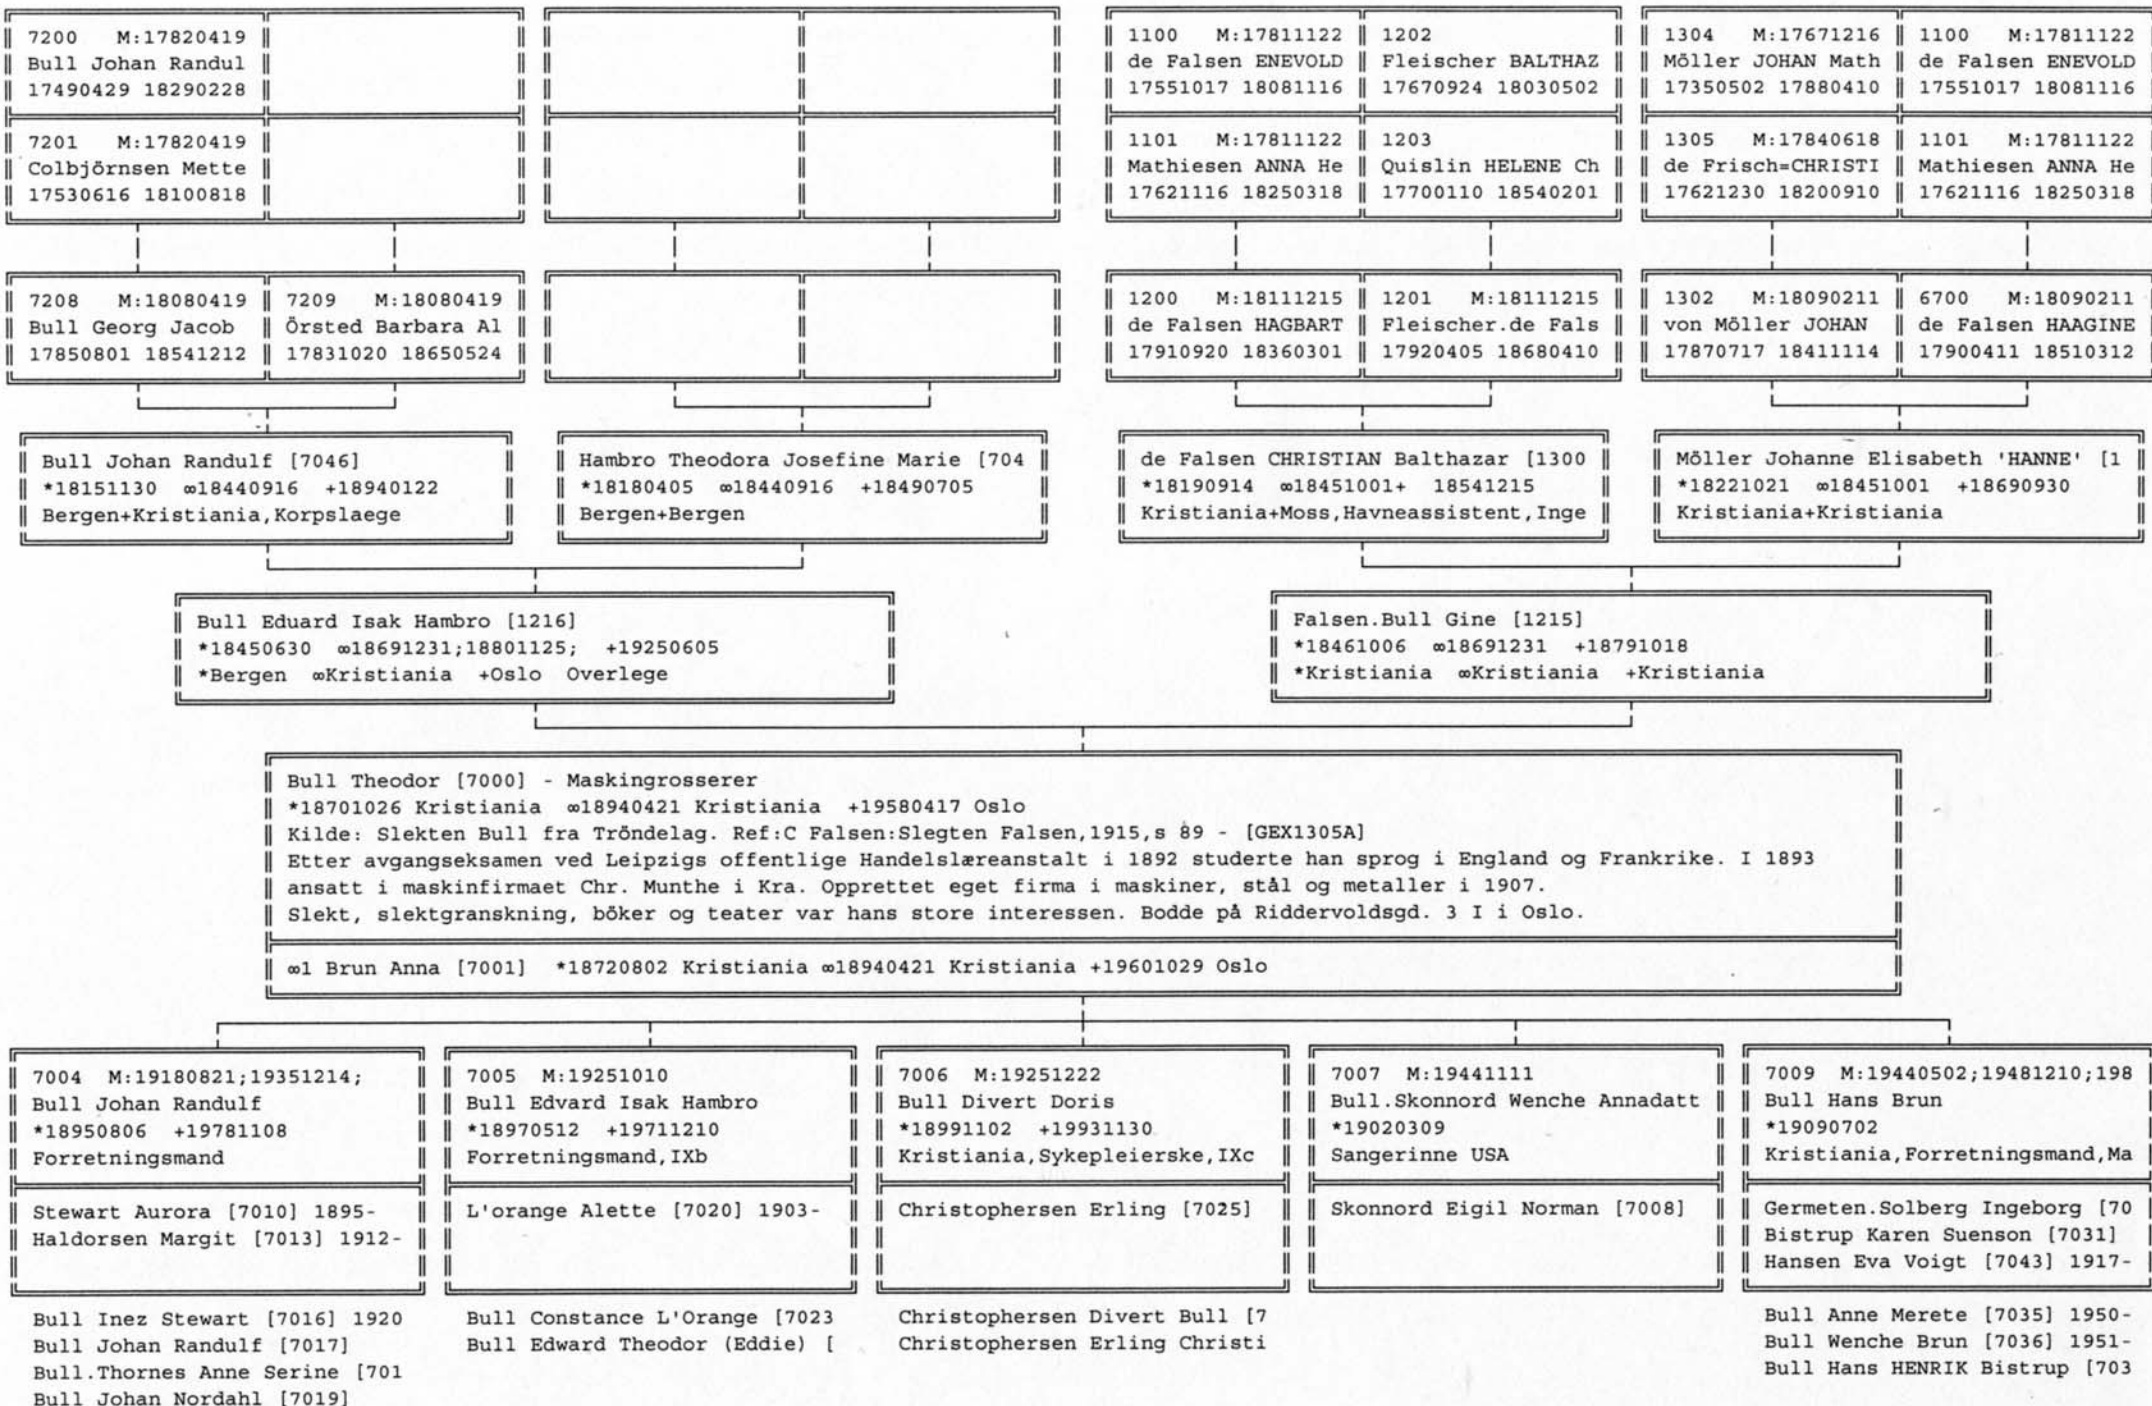 7200 M:17820419
Bull Johan Randul
17490429 18290228
7201 M:17820419
Colbjörnsen Mette
17530616 18100818
1100 M:17811122
de Falsen ENEVOLD
17551017 18081116
1202
Fleischer BALTHAZ
17670924 18030502
1101 M:17811122
Mathiesen ANNA He
17621116 18250318
1203
Quislin HELENE Ch
17700110 18540201
1304 M:17671216
Möller JOHAN Math
17350502 17880410
1100 M:17811122
de Falsen ENEVOLD
17551017 18081116
1305 M:17840618
de Frisch=CHRISTI
17621230 18200910
1101 M:17811122
Mathiesen ANNA He
17621116 18250318
7208 M:18080419
Bull Georg Jacob
17850801 18541212
7209 M:18080419
Örsted Barbara Al
17831020 18650524
1200 M:18111215
de Falsen HAGBART
17910920 18360301
1201 M:18111215
Fleischer.de Fals
17920405 18680410
1302 M:18090211
von Möller JOHAN
17870717 18411114
6700 M:18090211
de Falsen HAAGINE
17900411 18510312
Bull Johan Randulf [7046]
*18151130 ∞18440916 +18940122
Bergen+Kristiania,Korpslaege
Hambro Theodora Josefine Marie [704
*18180405 ∞18440916 +18490705
Bergen+Bergen
de Falsen CHRISTIAN Balthazar [1300
*18190914 ∞18451001+ 18541215
Kristiania+Moss,Havneassistent,Inge
Möller Johanne Elisabeth 'HANNE' [1
*18221021 ∞18451001 +18690930
Kristiania+Kristiania
Bull Eduard Isak Hambro [1216]
*18450630 ∞18691231;18801125; +19250605
*Bergen ∞Kristiania +Oslo Overlege
Falsen.Bull Gine [1215]
*18461006 ∞18691231 +18791018
*Kristiania ∞Kristiania +Kristiania
Bull Theodor [7000] - Maskingrosserer
*18701026 Kristiania ∞18940421 Kristiania +19580417 Oslo
Kilde: Slekten Bull fra Tröndelag. Ref:C Falsen:Slegten Falsen,1915,s 89 - [GEX1305A]
Etter avgangseksamen ved Leipzigs offentlige Handelslæreanstalt i 1892 studerte han sprog i England og Frankrike. I 1893
ansatt i maskinfirmaet Chr. Munthe i Kra. Opprettet eget firma i maskiner, stål og metaller i 1907.
Slekt, slektgranskning, böker og teater var hans store interessen. Bodde på Riddervoldsgd. 3 I i Oslo.
∞1 Brun Anna [7001] *18720802 Kristiania ∞18940421 Kristiania +19601029 Oslo
7004 M:19180821;19351214;
Bull Johan Randulf
*18950806 +19781108
Forretningsmand
Stewart Aurora [7010] 1895-
Haldorsen Margit [7013] 1912-
Bull Inez Stewart [7016] 1920
Bull Johan Randulf [7017]
Bull.Thornes Anne Serine [701
Bull Johan Nordahl [7019]
7005 M:19251010
Bull Edvard Isak Hambro
*18970512 +19711210
Forretningsmand,IXb
L'orange Alette [7020] 1903-
Bull Constance L'Orange [7023
Bull Edward Theodor (Eddie) [
7006 M:19251222
Bull Divert Doris
*18991102 +19931130
Kristiania,Sykepleierske,IXc
Christophersen Erling [7025]
Christophersen Divert Bull [7
Christophersen Erling Christi
7007 M:19441111
Bull.Skonnord Wenche Annadatt
*19020309
Sangerinne USA
Skonnord Eigil Norman [7008]
7009 M:19440502;19481210;198
Bull Hans Brun
*19090702
Kristiania,Forretningsmand,Ma
Germeten.Solberg Ingeborg [70
Bistrup Karen Suenson [7031]
Hansen Eva Voigt [7043] 1917-
Bull Anne Merete [7035] 1950-
Bull Wenche Brun [7036] 1951-
Bull Hans HENRIK Bistrup [703